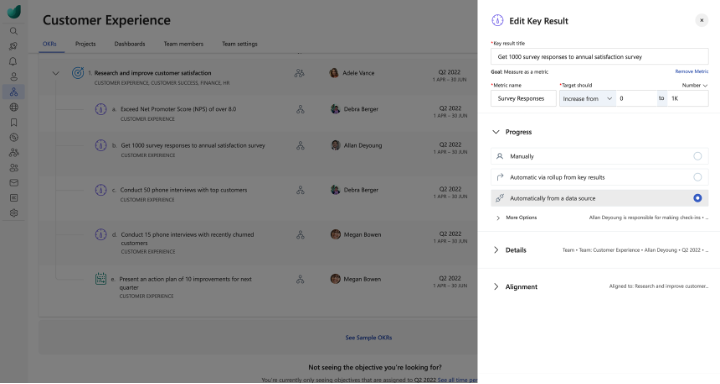 Customer Experience
OKRs Projects Dashboards Team members Team settings
1. Research and improve customer satisfaction
CUSTOMER EXPERIENCE, CUSTOMER SUCCESS, FINANCE, HR
Adele Vance
Q2 2022
1 APR – 30 JUN
a. Exceed Net Promoter Score (NPS) of over 8.0
CUSTOMER EXPERIENCE
Debra Berger
Q2 2022
1 APR – 30 JUN
b. Get 1000 survey responses to annual satisfaction survey
CUSTOMER EXPERIENCE
Allan Deyoung
Q2 2022
1 APR – 30 JUN
c. Conduct 50 phone interviews with top customers
CUSTOMER EXPERIENCE
Debra Berger
Q2 2022
1 APR – 30 JUN
d. Conduct 15 phone interviews with recently churned
customers
CUSTOMER EXPERIENCE
Megan Bowen
Q2 2022
1 APR – 30 JUN
e. Present an action plan of 10 improvements for next
quarter
CUSTOMER EXPERIENCE
Megan Bowen
Q2 2022
1 APR – 30 JUN
See Sample OKRs
Not seeing the objective you're looking for?
You're currently only seeing objectives that are assigned to Q2 2022 See all time pe
Edit Key Result
*Key result title
Get 1000 survey responses to annual satisfaction survey
Goal: Measure as a metric Remove Metric
*Metric name *Target should Number
Survey Responses Increase from: 0 to 1K
Progress
Manually
Automatic via rollup from key results
Automatically from a data source
More Options Allan Deyoung is responsible for making check-ins • ...
Details Team • Team: Customer Experience • Allan Deyoung • Q2 2022 • ...
Alignment Aligned to: Research and improve customer...